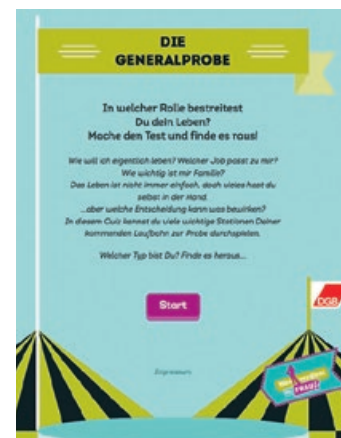 DIE
GENERALPROBE
In welcher Rolle bestreitest
Du dein Leben?
Mache den Test und finde es raus!
Wie will ich eigentlich leben? Welcher Job passt zu mir?
Wie wichtig ist mir Familie?
Das Leben ist nicht immer einfach, doch vieles hast du
selbst in der Hand.
...aber welche Entscheidung kann was bewirken?
In diesem Quiz kannst du viele wichtige Stationen Deiner
kommenden Laufbahn zur Probe durchspielen.
Welcher Typ bist Du? Finde es heraus...
Start
DGB
Impressum